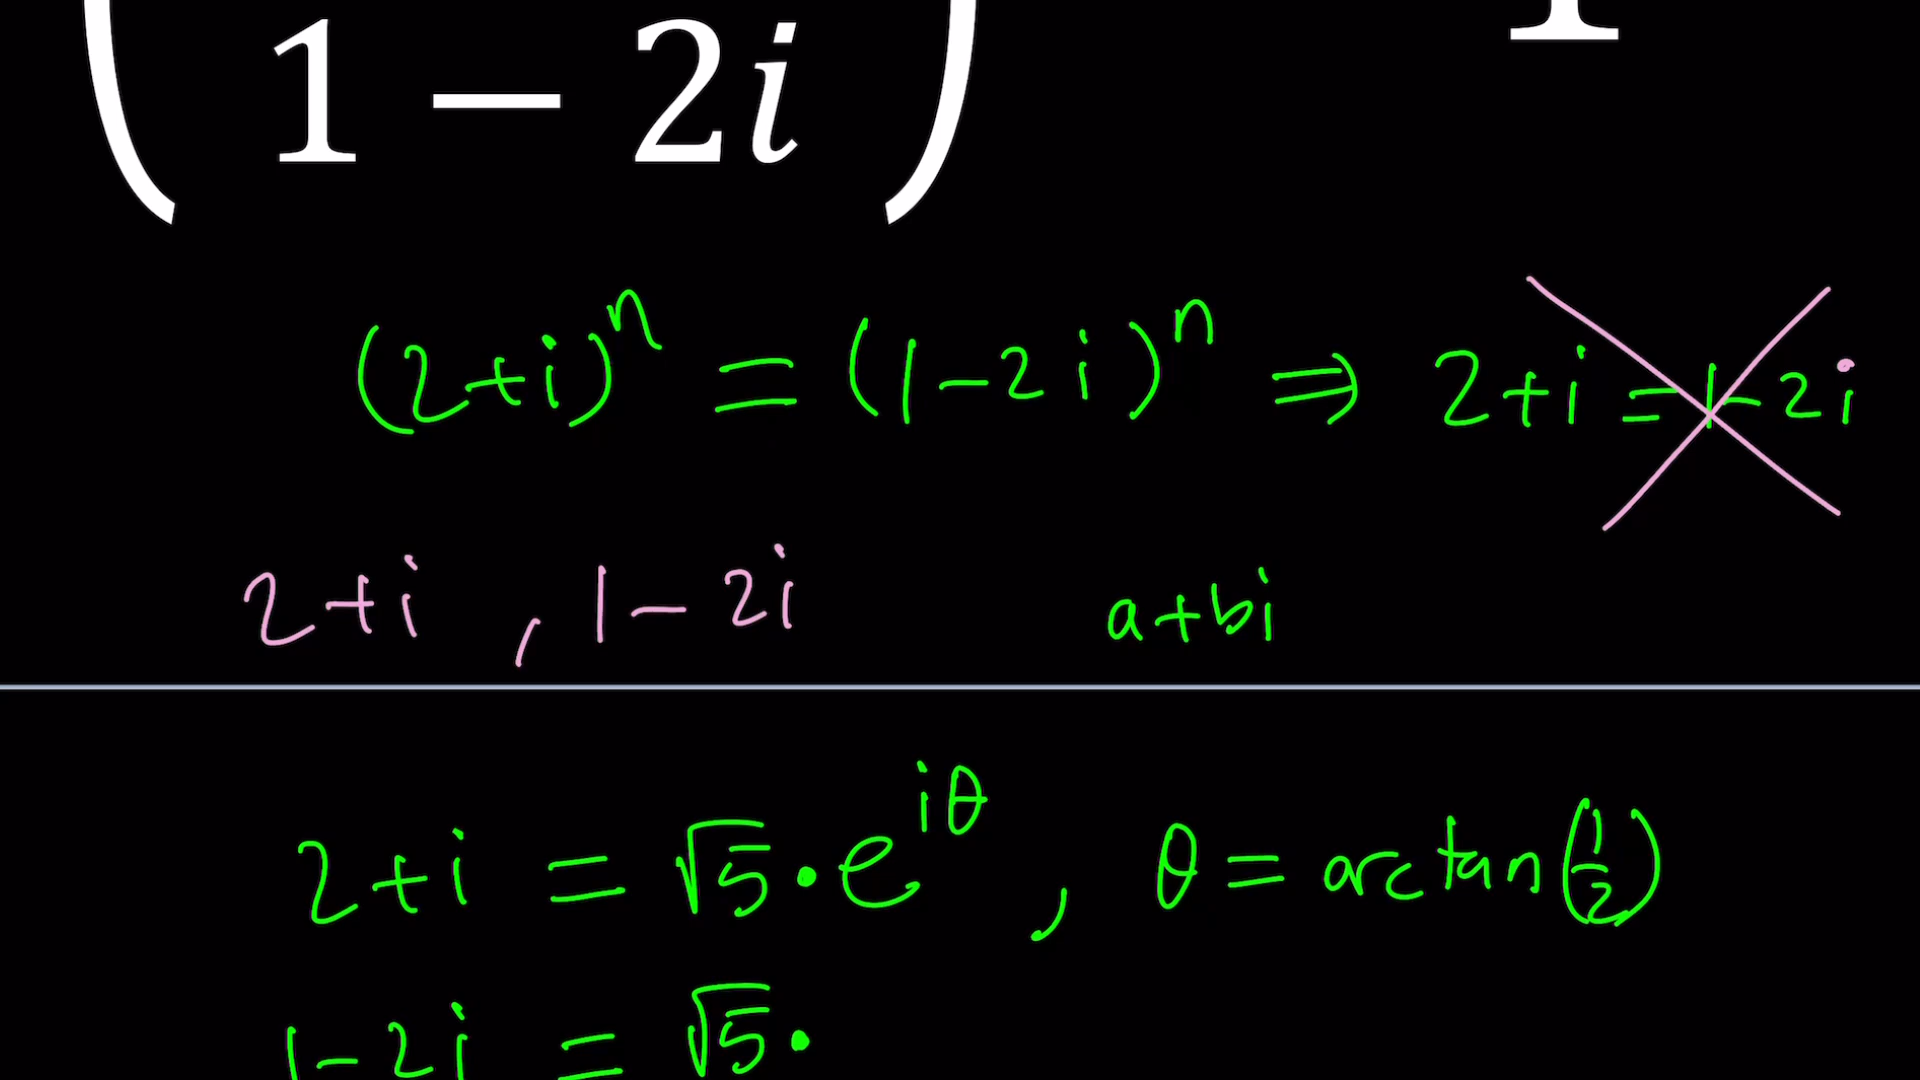 ( 1 − 2i ) 1
(2+i)ⁿ = (1-2i)ⁿ ⇒ 2+i = 1-2i
2+i , 1-2i a+bi
2+i = √5·e^{iθ} , θ = arctan(1/2)
1-2i = √5·